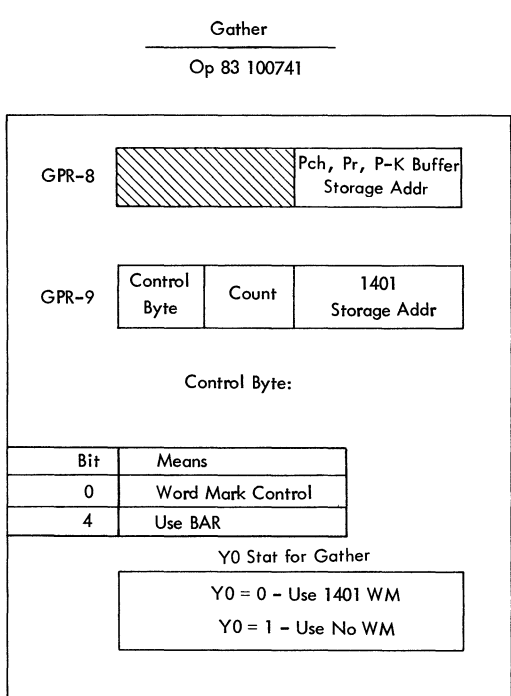 Gather
Op 83 100741
GPR-8
Pch, Pr, P-K Buffer
Storage Addr
GPR-9
Control
Byte
Count
1401
Storage Addr
Control Byte:
Bit Means
0 Word Mark Control
4 Use BAR
Y0 Stat for Gather
Y0 = 0 - Use 1401 WM
Y0 = 1 - Use No WM